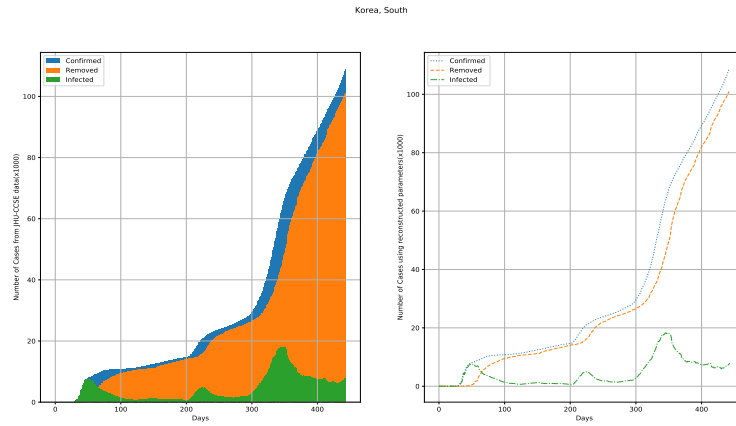 Korea, South
Confirmed
Removed
Infected
Number of Cases from JHU-CCSE data(x1000)
0
20
40
60
80
100
0
100
200
300
400
Days
Confirmed
Removed
Infected
Number of Cases using reconstructed parameters(x1000)
0
20
40
60
80
100
0
100
200
300
400
Days